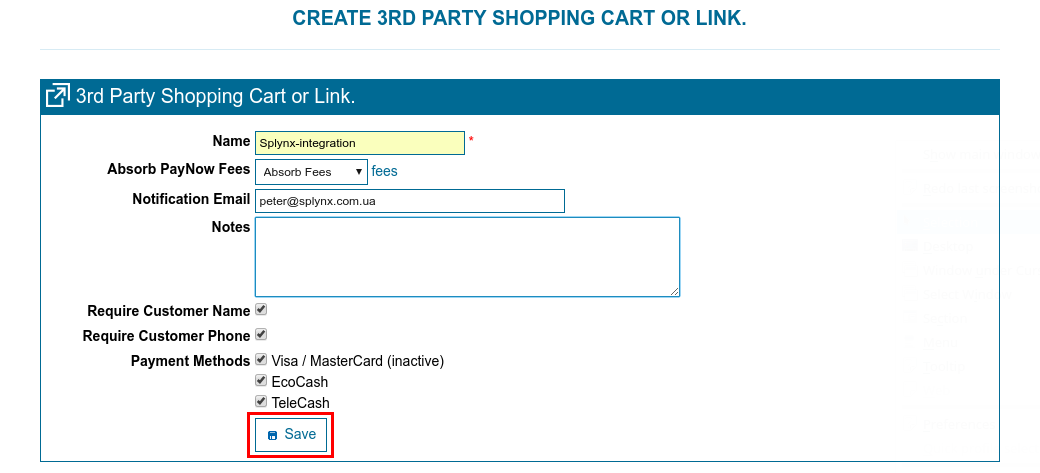 CREATE 3RD PARTY SHOPPING CART OR LINK.
3rd Party Shopping Cart or Link.
Name Splynx-integration *
Absorb PayNow Fees Absorb Fees fees
Notification Email peter@splynx.com.ua
Notes
Require Customer Name
Require Customer Phone
Payment Methods Visa / MasterCard (inactive)
EcoCash
TeleCash
Save